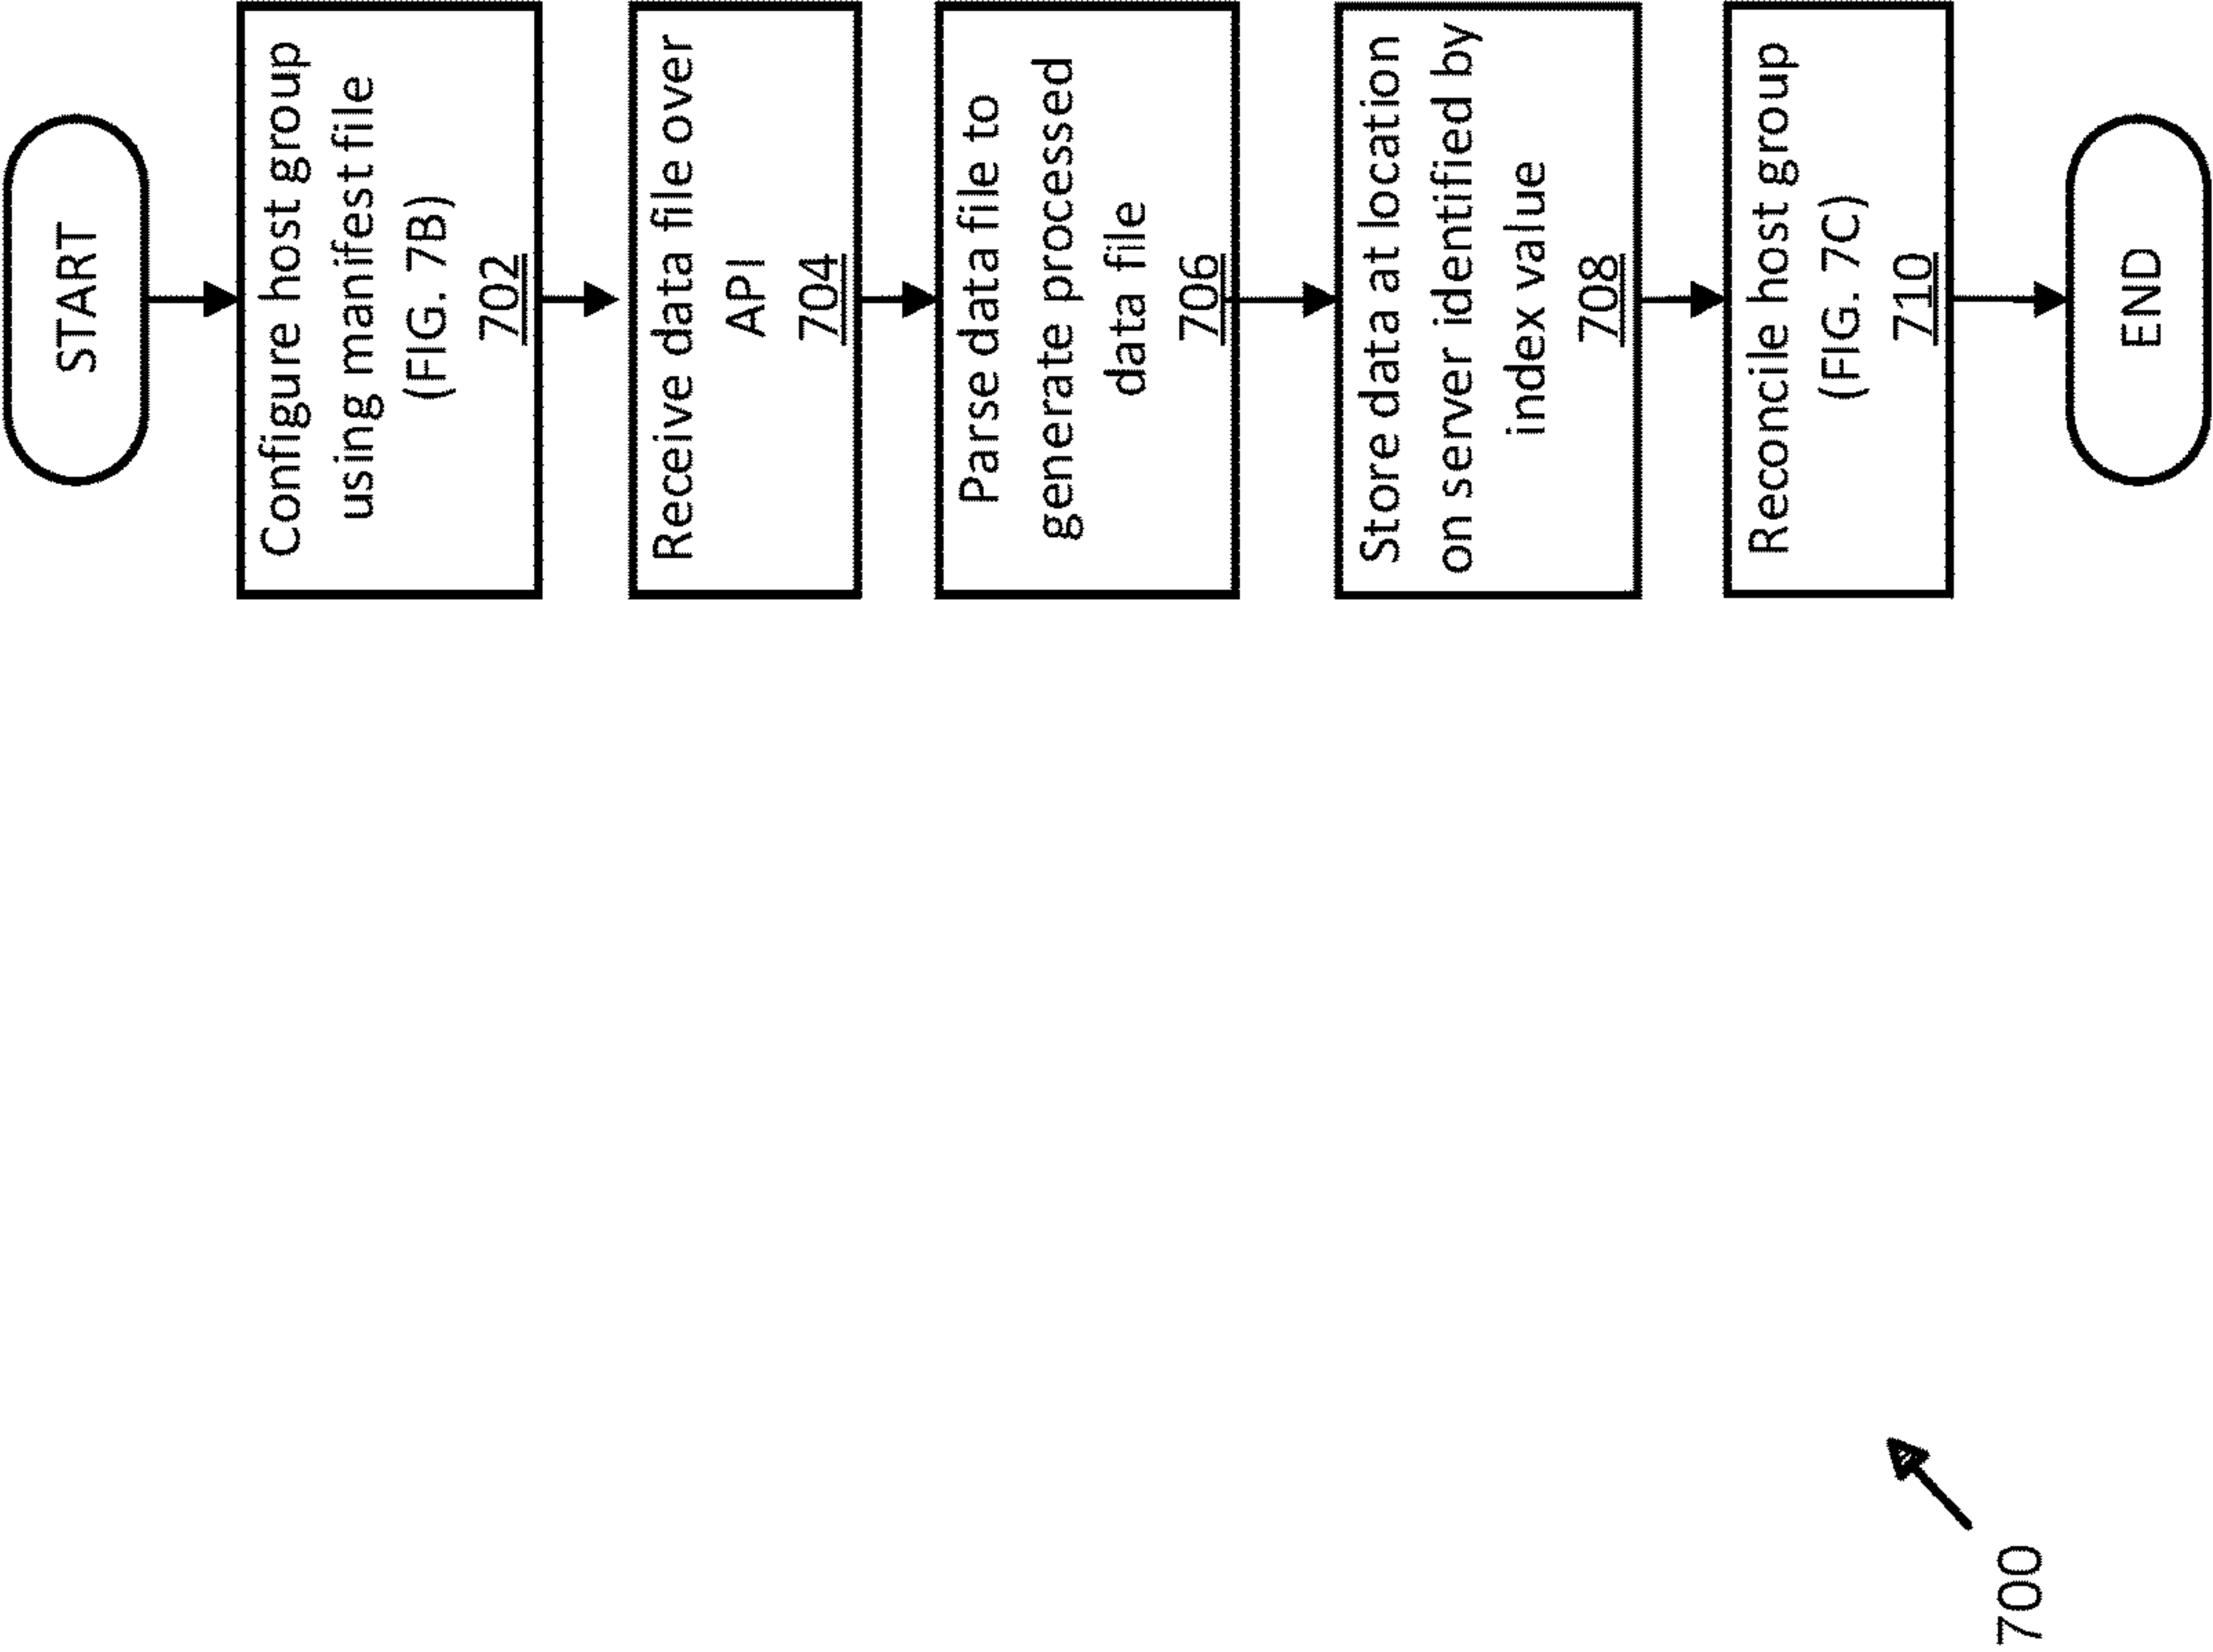 START
Configure host group
using manifest file
(FIG. 7B)
702
Receive data file over
API
704
Parse data file to
generate processed
data file
706
Store data at location
on server identified by
index value
708
Reconcile host group
(FIG. 7C)
710
END
700